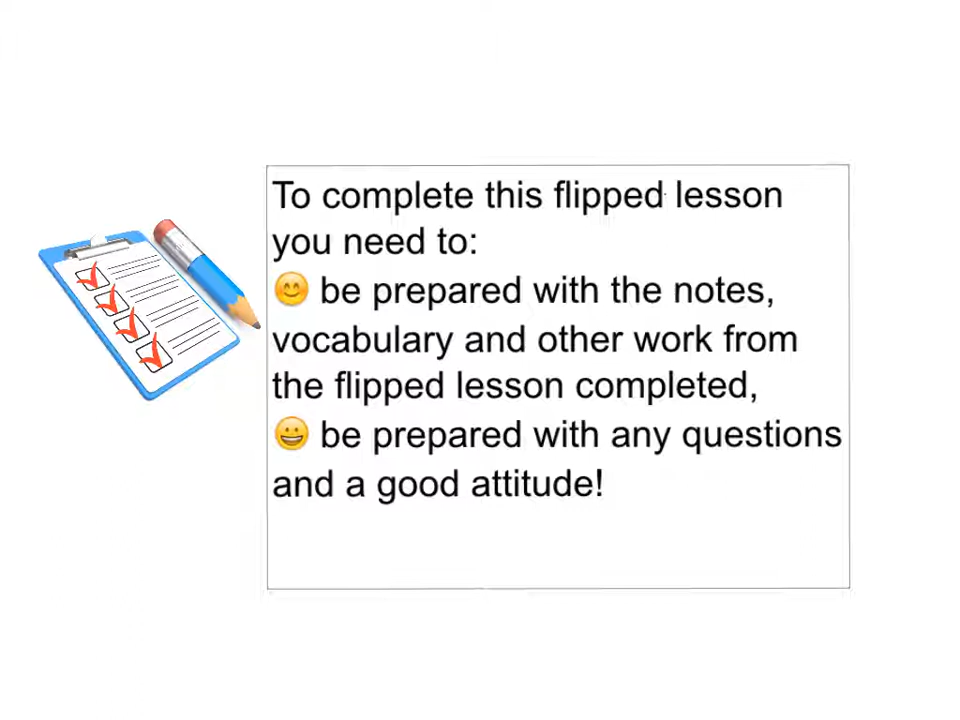 To complete this flipped lesson
you need to:
😊 be prepared with the notes,
vocabulary and other work from
the flipped lesson completed,
😀 be prepared with any questions
and a good attitude!